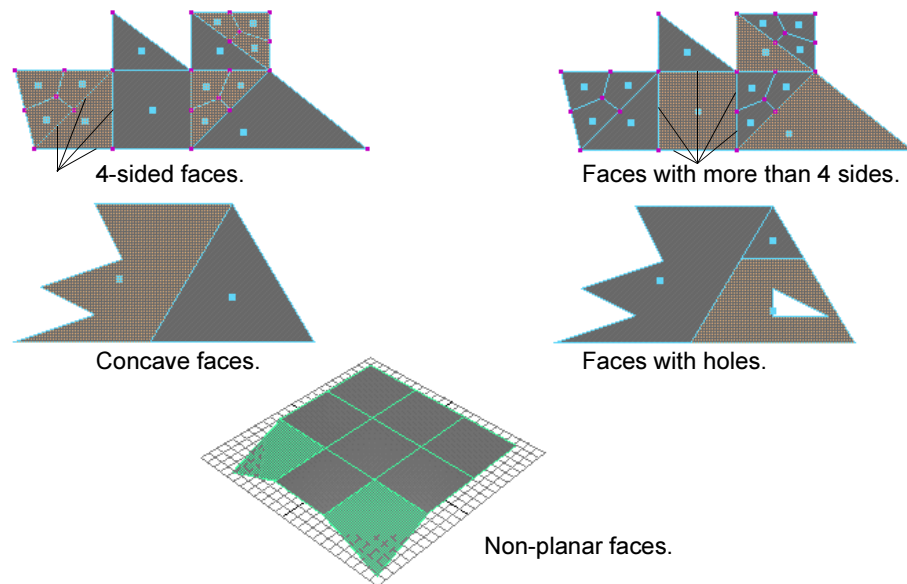 4-sided faces.
Faces with more than 4 sides.
Concave faces.
Faces with holes.
Non-planar faces.